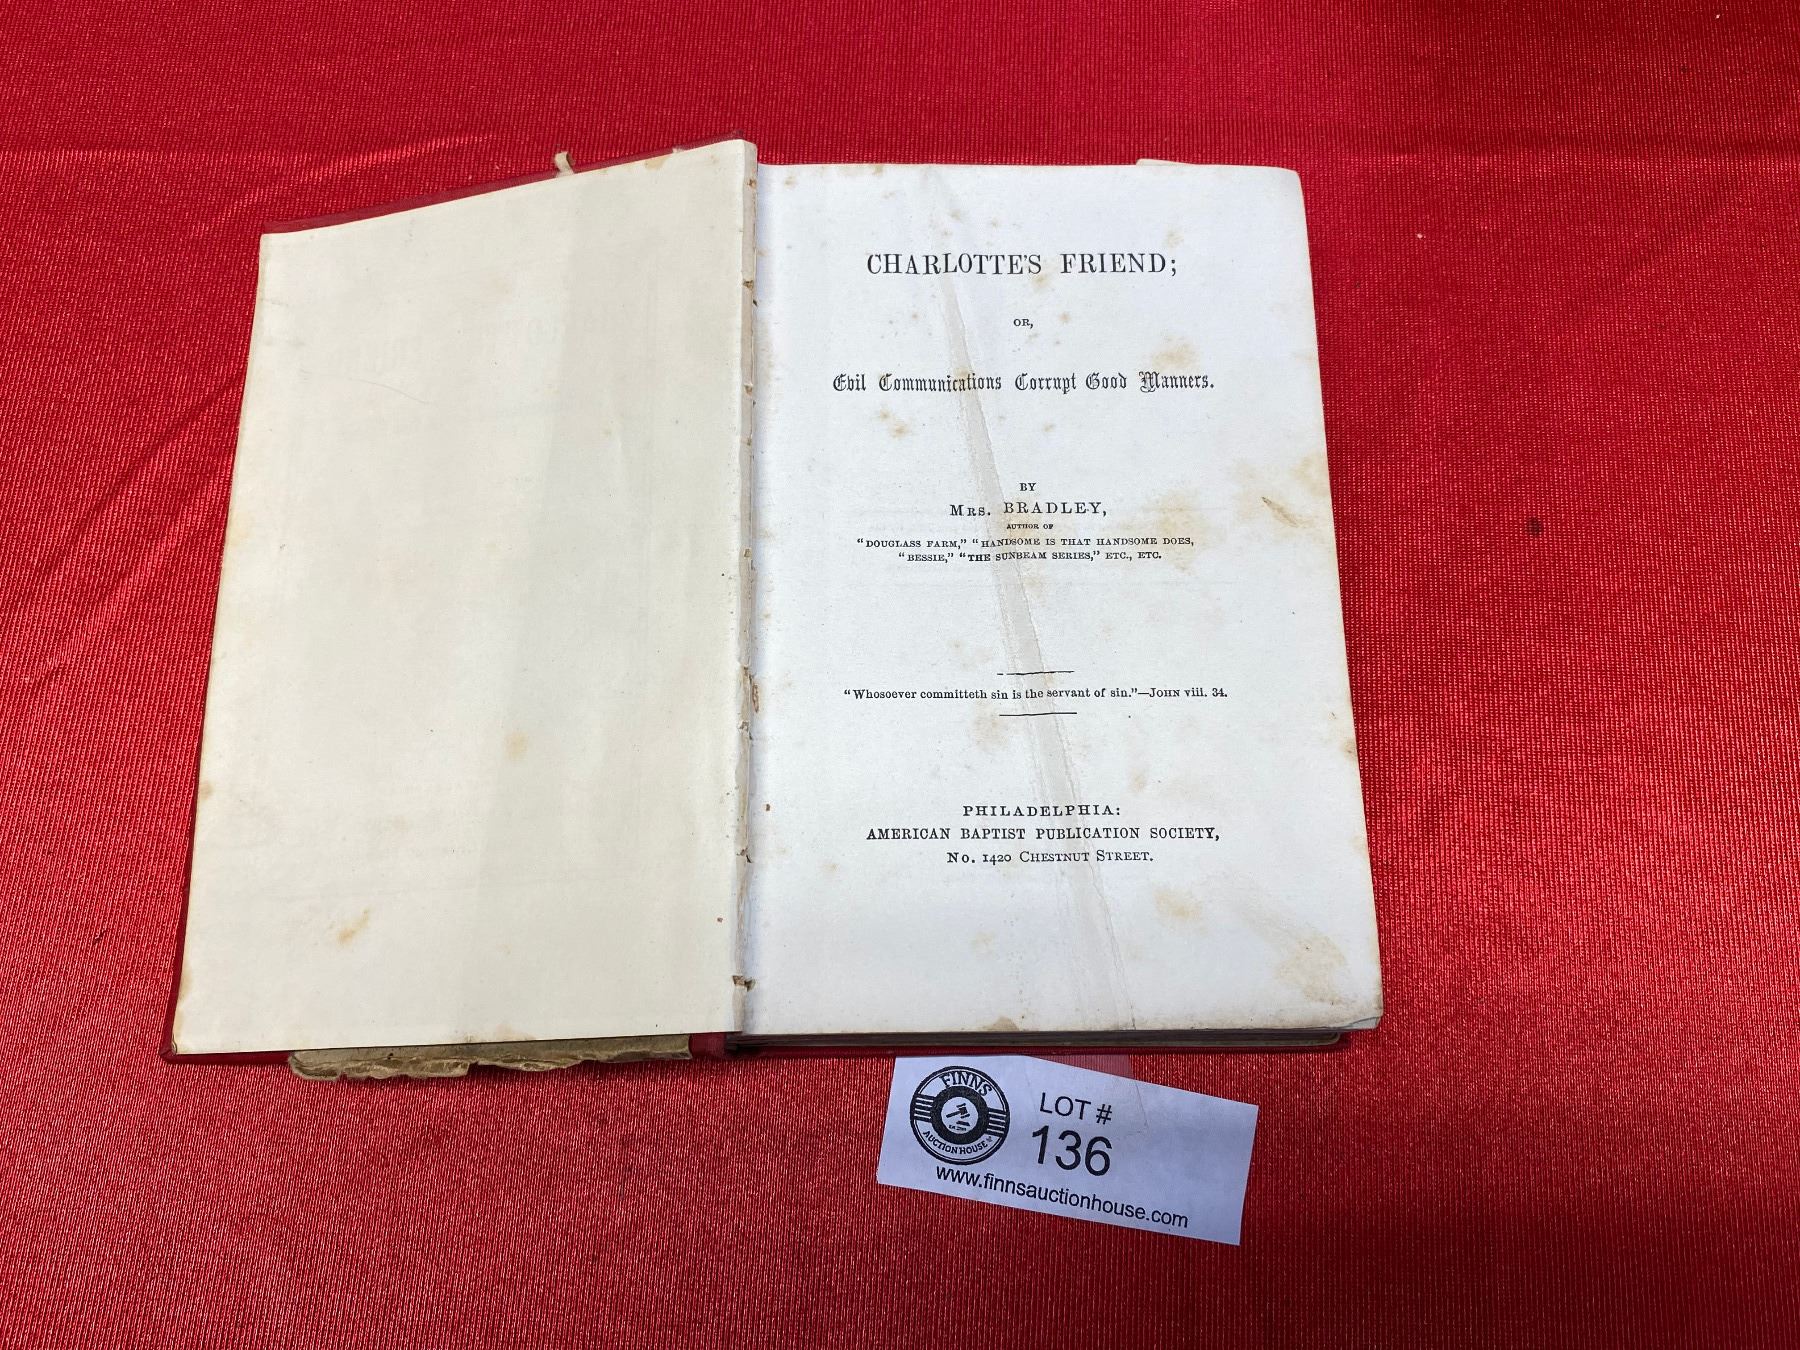 CHARLOTTE'S FRIEND;
OR,
Evil Communications Corrupt Good Manners.
BY
MRS. BRADLEY,
AUTHOR OF
"DOUGLASS FARM," "HANDSOME IS THAT HANDSOME DOES,
"BESSIE," "THE SUNBEAM SERIES," ETC., ETC.
"Whosoever committeth sin is the servant of sin."—JOHN viii. 34.
PHILADELPHIA:
AMERICAN BAPTIST PUBLICATION SOCIETY,
No. 1420 CHESTNUT STREET.
FINNS
AUCTION HOUSE
LOT #
136
www.finnsauctionhouse.com